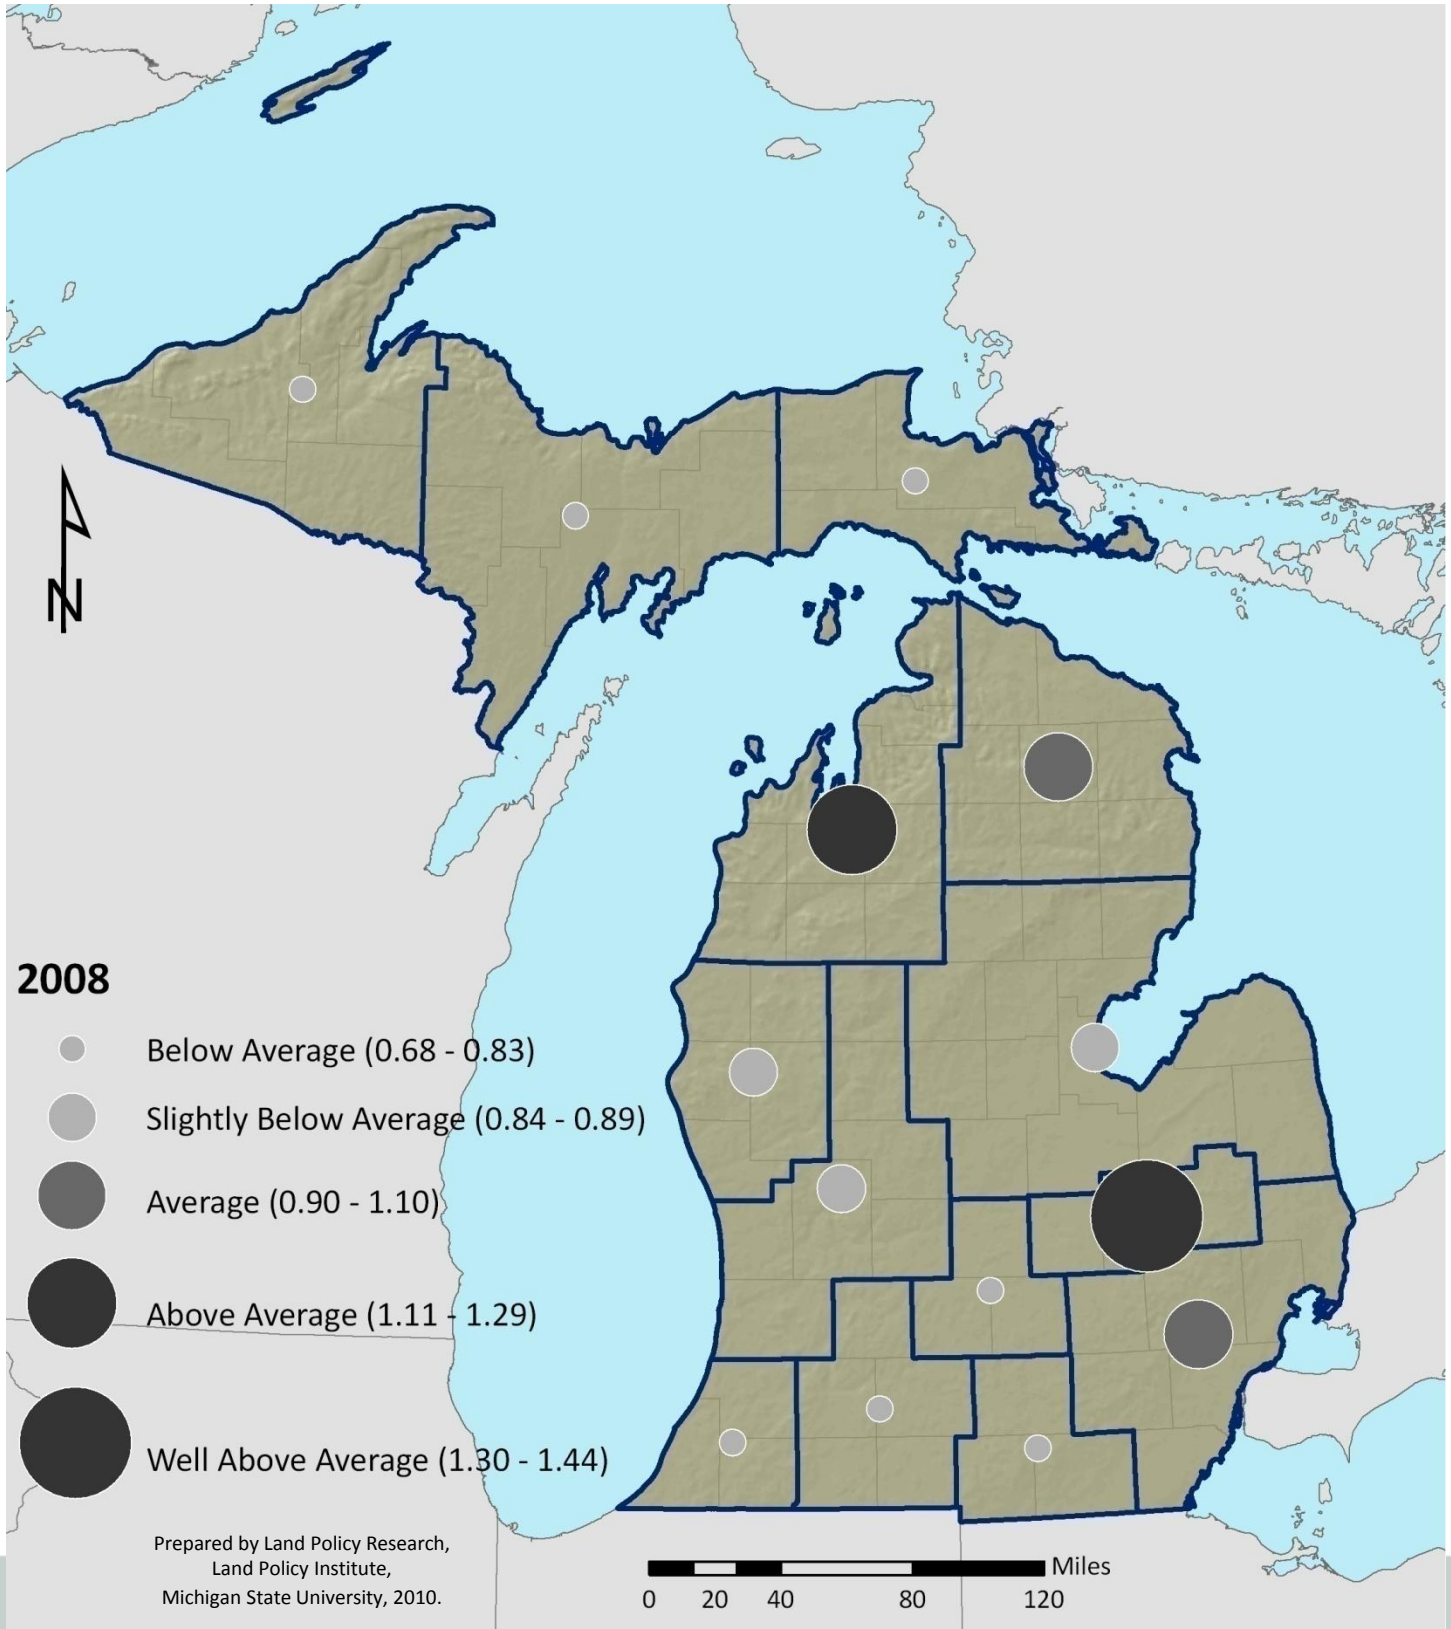 N
2008
Below Average (0.68 - 0.83)
Slightly Below Average (0.84 - 0.89)
Average (0.90 - 1.10)
Above Average (1.11 - 1.29)
Well Above Average (1.30 - 1.44)
Prepared by Land Policy Research,
Land Policy Institute,
Michigan State University, 2010.
Miles
0 20 40 80 120